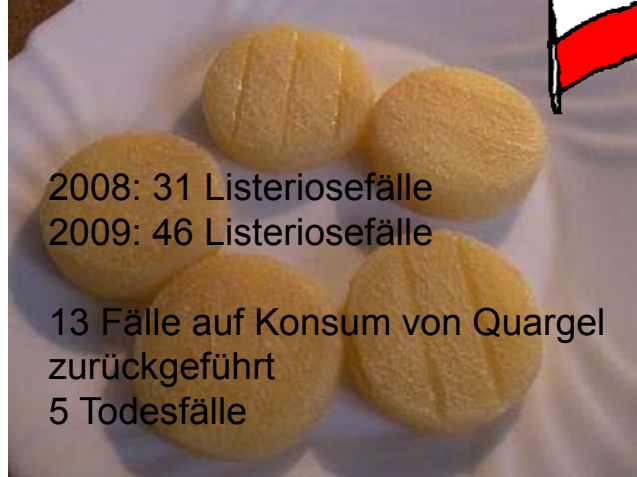 2008: 31 Listeriosefälle
2009: 46 Listeriosefälle
13 Fälle auf Konsum von Quargel
zurückgeführt
5 Todesfälle